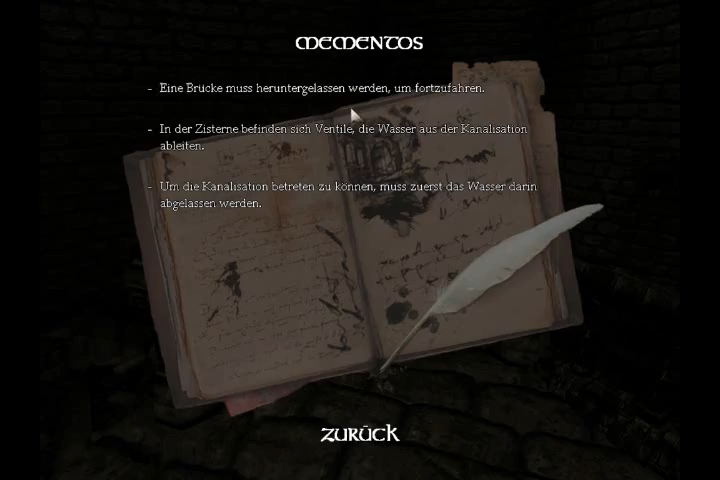 MEMENTOS
- Eine Brücke muss heruntergelassen werden, um fortzufahren.
- In der Zisterne befinden sich Ventile, die Wasser aus der Kanalisation
ableiten.
- Um die Kanalisation betreten zu können, muss zuerst das Wasser darin
abgelassen werden.
ZURÜCK